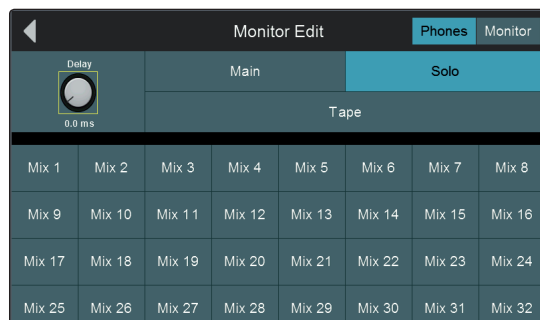 Monitor Edit Phones Monitor
Delay Main Solo
0.0 ms Tape
Mix 1 Mix 2 Mix 3 Mix 4 Mix 5 Mix 6 Mix 7 Mix 8
Mix 9 Mix 10 Mix 11 Mix 12 Mix 13 Mix 14 Mix 15 Mix 16
Mix 17 Mix 18 Mix 19 Mix 20 Mix 21 Mix 22 Mix 23 Mix 24
Mix 25 Mix 26 Mix 27 Mix 28 Mix 29 Mix 30 Mix 31 Mix 32